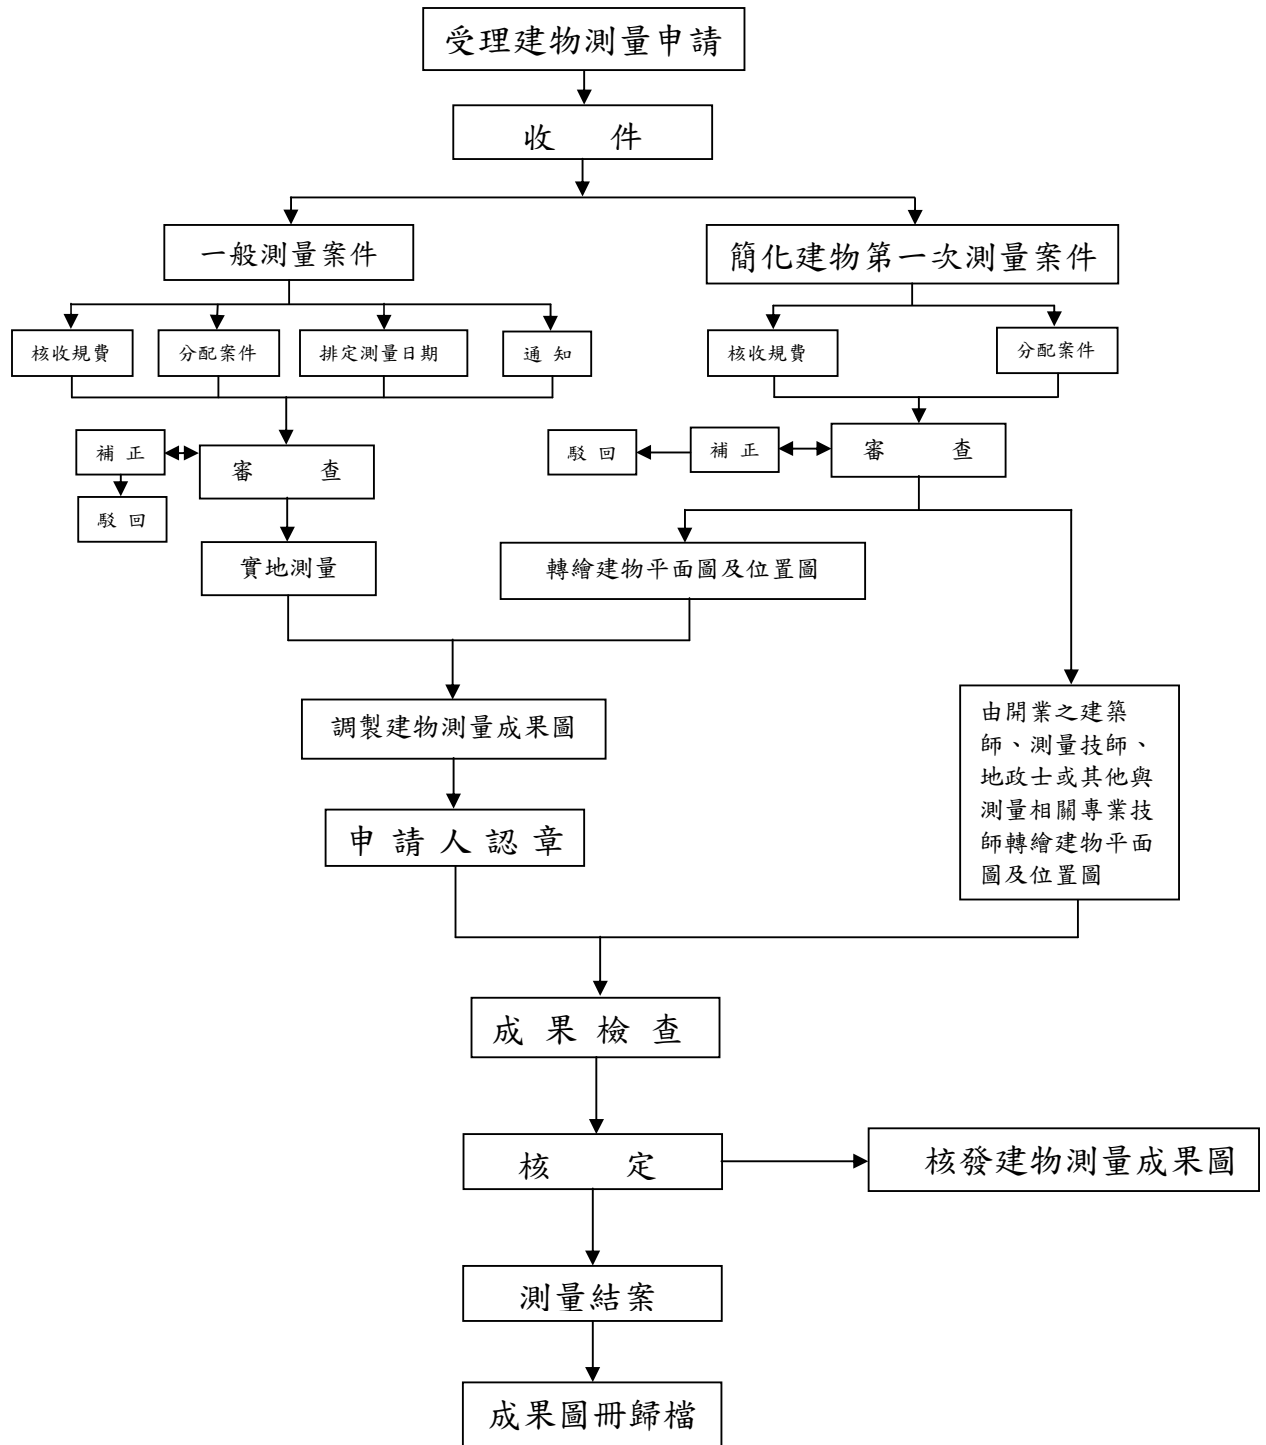 受理建物測量申請
收 件
一般測量案件
簡化建物第一次測量案件
核收規費
分配案件
排定測量日期
通 知
核收規費
分配案件
補 正
審 查
駁 回
駁 回
補 正
審 查
實地測量
轉繪建物平面圖及位置圖
調製建物測量成果圖
由開業之建築
師、測量技師、
地政士或其他與
測量相關專業技
師轉繪建物平面
圖及位置圖
申請人認章
成果檢查
核 定
核發建物測量成果圖
測量結案
成果圖冊歸檔